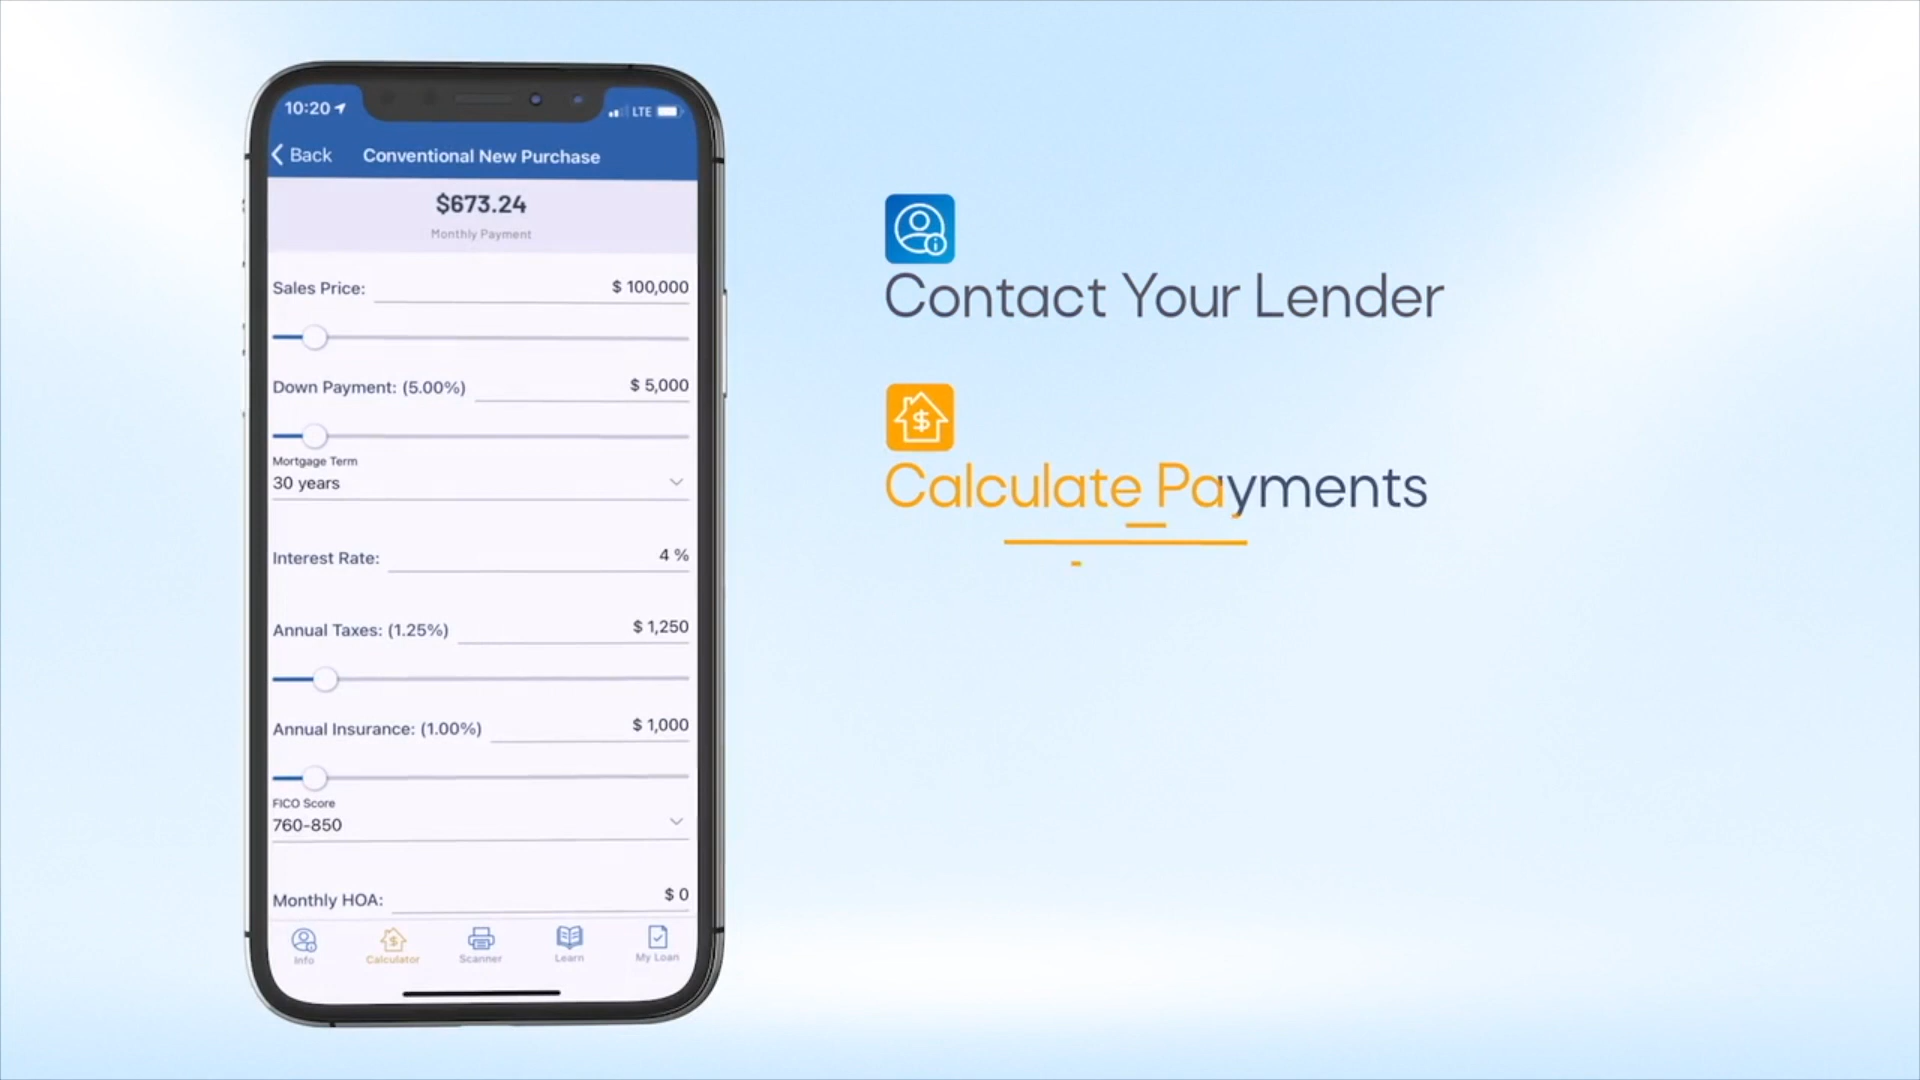 10:20
LTE
Back
Conventional New Purchase
$673.24
Monthly Payment
Sales Price:
$ 100,000
Down Payment: (5.00%)
$ 5,000
Mortgage Term
30 years
Interest Rate:
4 %
Annual Taxes: (1.25%)
$ 1,250
Annual Insurance: (1.00%)
$ 1,000
FICO Score
760-850
Monthly HOA:
$ 0
Info
Calculator
Scanner
Learn
My Loan
Contact Your Lender
Calculate Payments